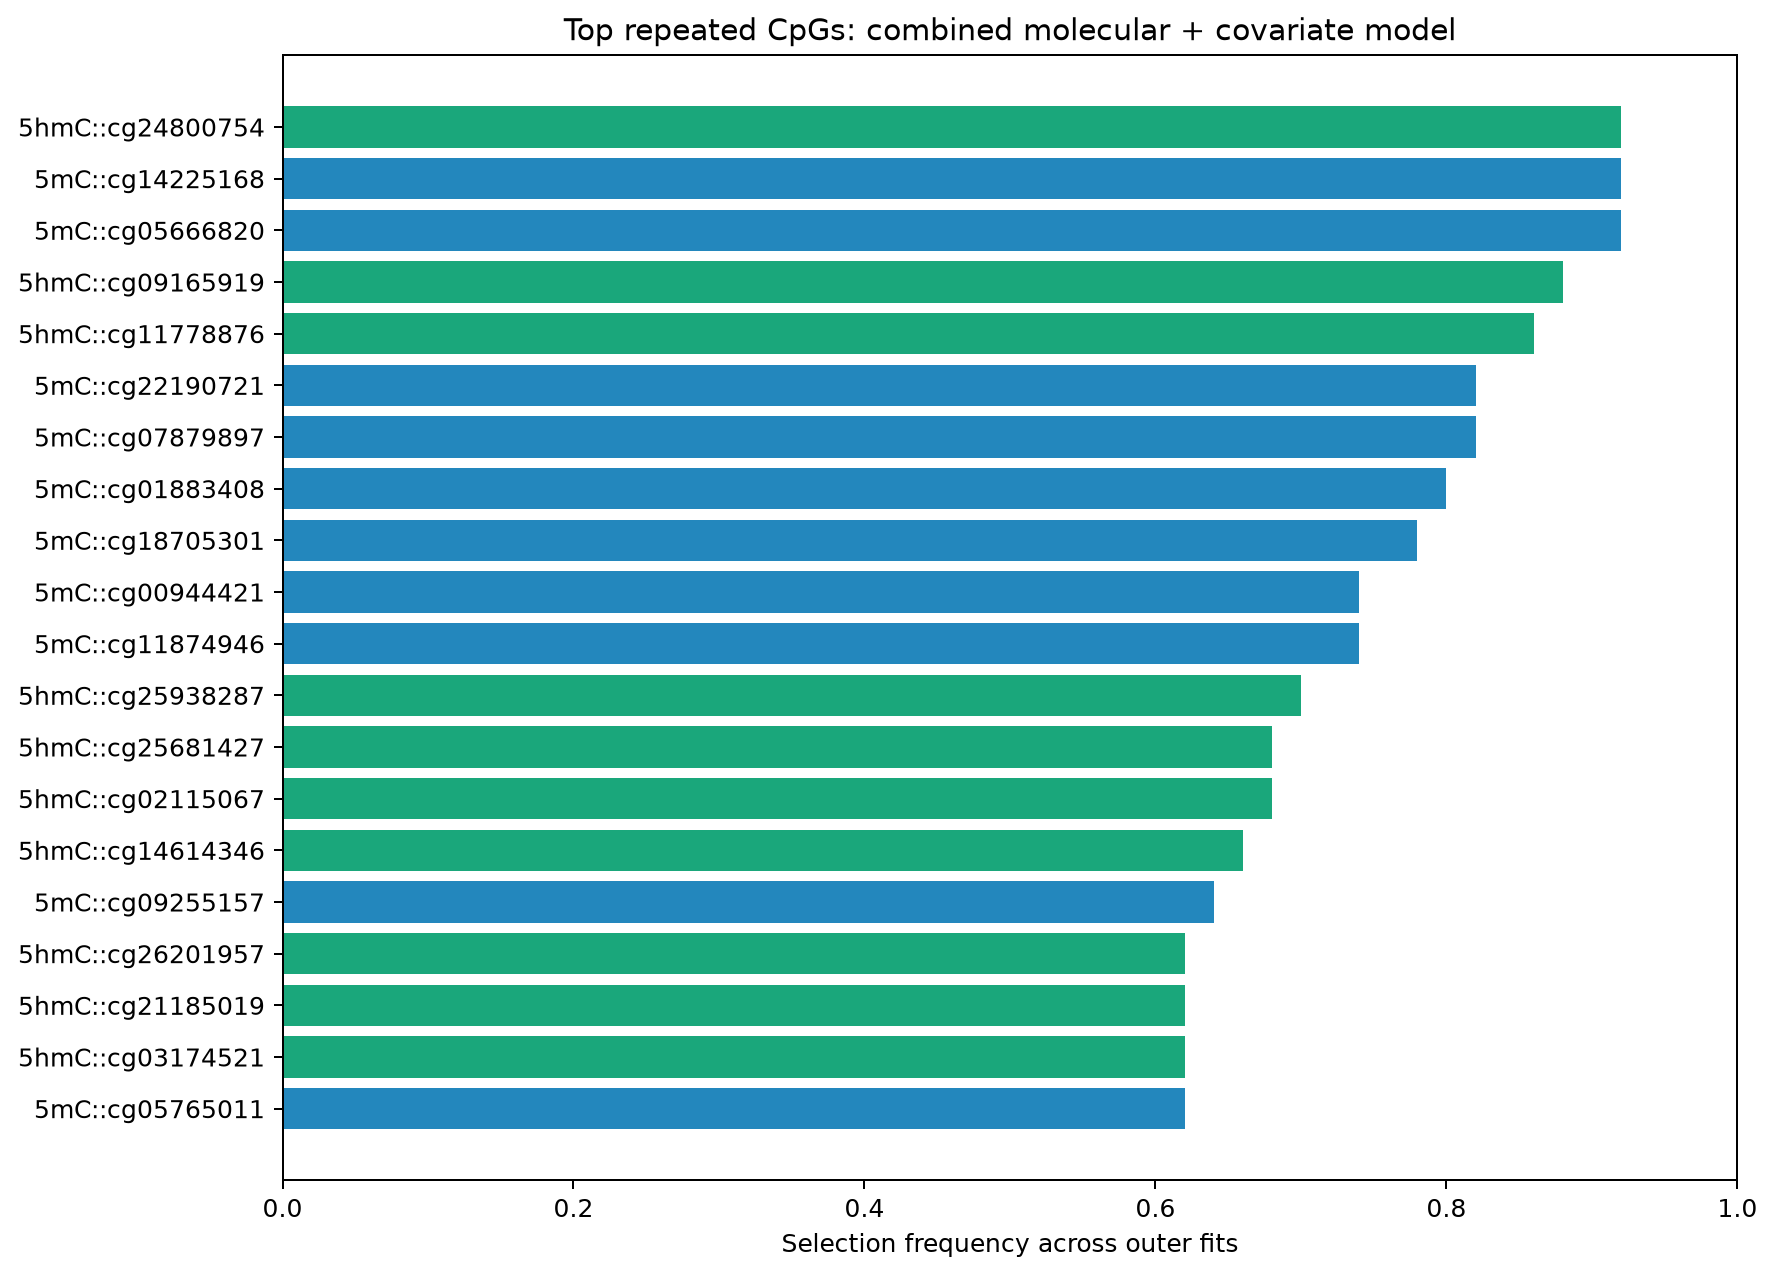 Top repeated CpGs: combined molecular + covariate model
5hmC::cg24800754
5mC::cg14225168
5mC::cg05666820
5hmC::cg09165919
5hmC::cg11778876
5mC::cg22190721
5mC::cg07879897
5mC::cg01883408
5mC::cg18705301
5mC::cg00944421
5mC::cg11874946
5hmC::cg25938287
5hmC::cg25681427
5hmC::cg02115067
5hmC::cg14614346
5mC::cg09255157
5hmC::cg26201957
5hmC::cg21185019
5hmC::cg03174521
5mC::cg05765011
0.0 0.2 0.4 0.6 0.8 1.0
Selection frequency across outer fits